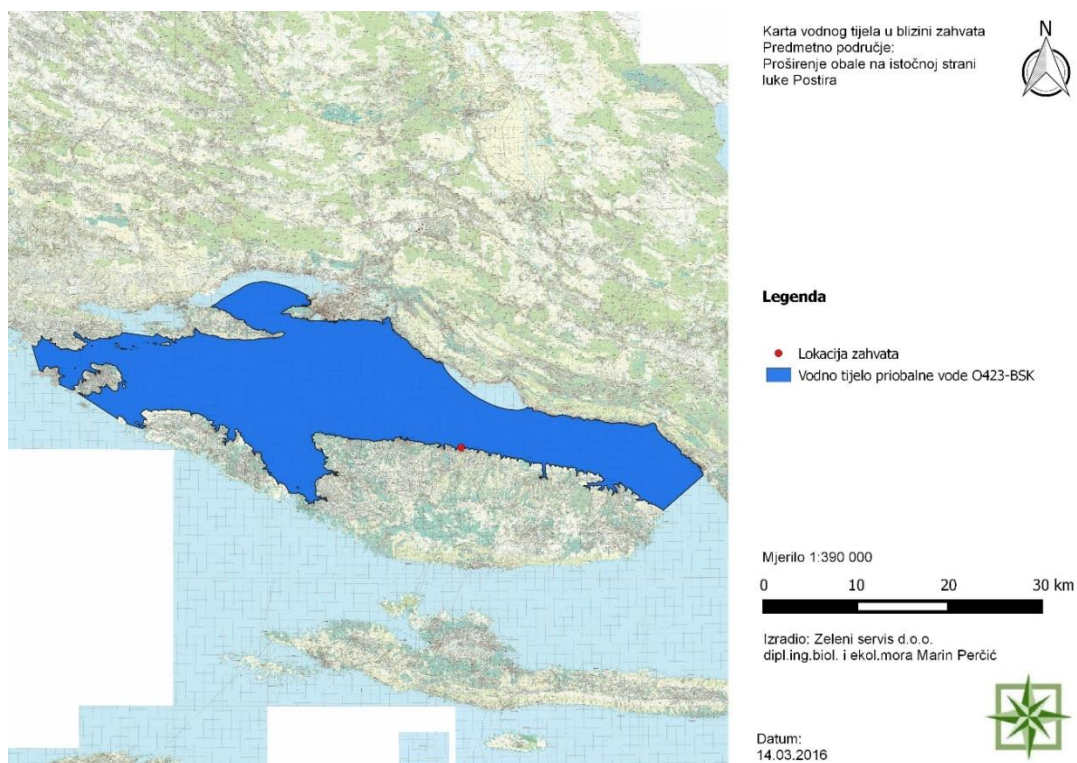 Karta vodnog tijela u blizini zahvata
Predmetno područje:
Proširenje obale na istočnoj strani
luke Postira
N
Legenda
Lokacija zahvata
Vodno tijelo priobalne vode O423-BSK
Mjerilo 1:390 000
0 10 20 30 km
Izradio: Zeleni servis d.o.o.
dipl.ing.biol. i ekol.mora Marin Perčić
Datum:
14.03.2016